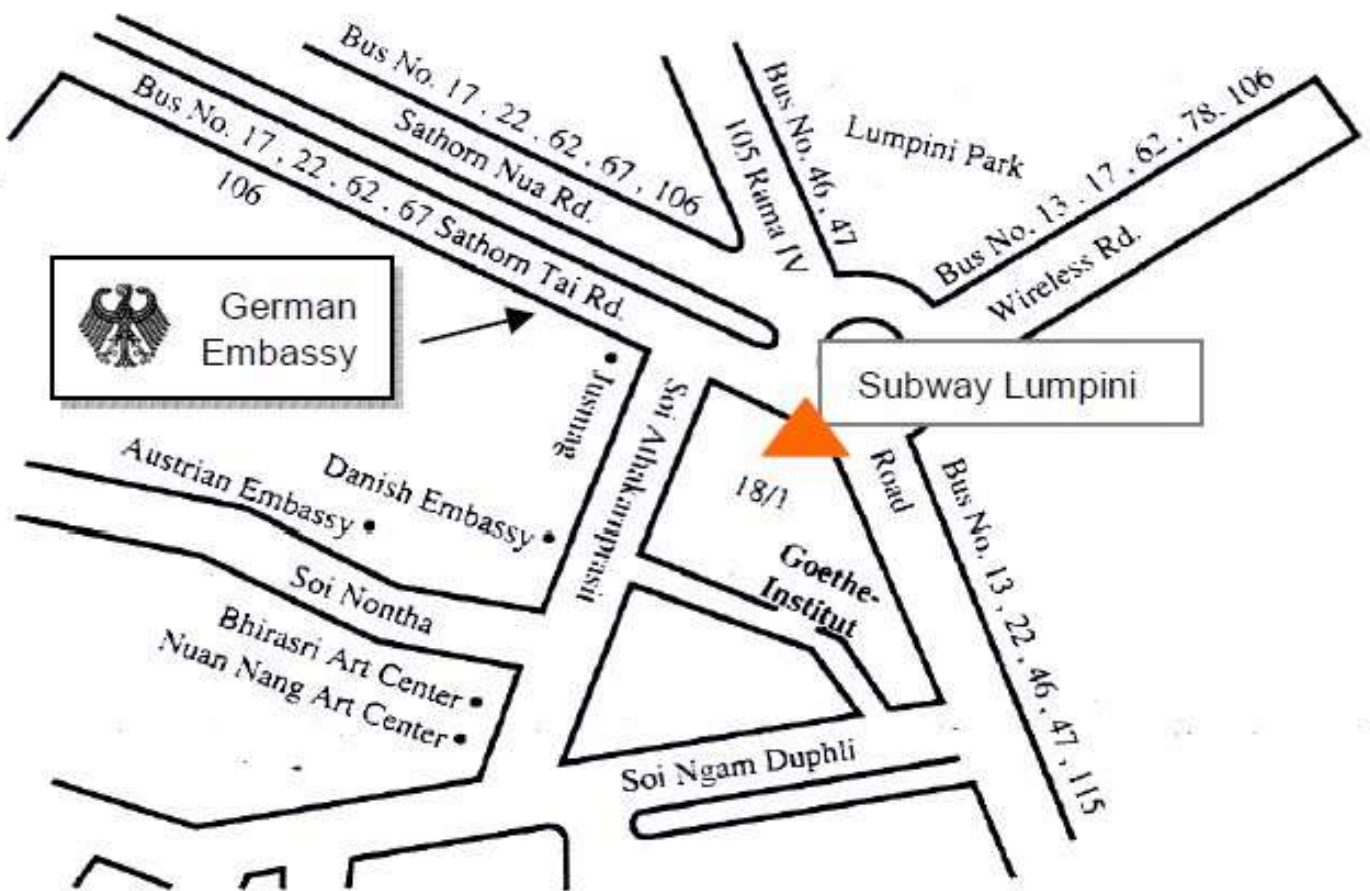 Bus No. 17 . 22 . 62 . 67 , 106
Sathorn Nua Rd.
Bus No. 17 , 22 . 62 . 67 Sathorn Tai Rd.
106
105 Rama IV
Bus No. 46 , 47
Lumpini Park
Bus No. 13 . 17 , 62 , 78. 106
Wireless Rd.
German
Embassy
Subway Lumpini
Jusmag
Soi Athakarnprasit
Austrian Embassy
Danish Embassy
18/1
Road
Goethe-
Institut
Bus No. 13 , 22 , 46 , 47 , 115
Soi Nontha
Bhirasri Art Center
Nuan Nang Art Center
Soi Ngam Duphli